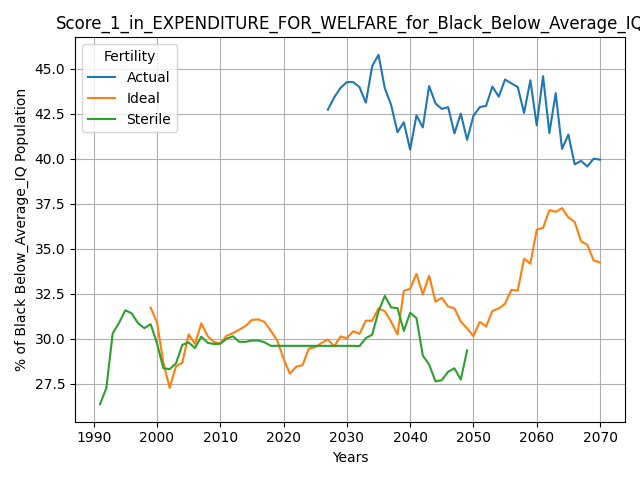 Score_1_in_EXPENDITURE_FOR_WELFARE_for_Black_Below_Average_IQ
Fertility
Actual
Ideal
Sterile
% of Black Below_Average_IQ Population
45.0
42.5
40.0
37.5
35.0
32.5
30.0
27.5
1990 2000 2010 2020 2030 2040 2050 2060 2070
Years